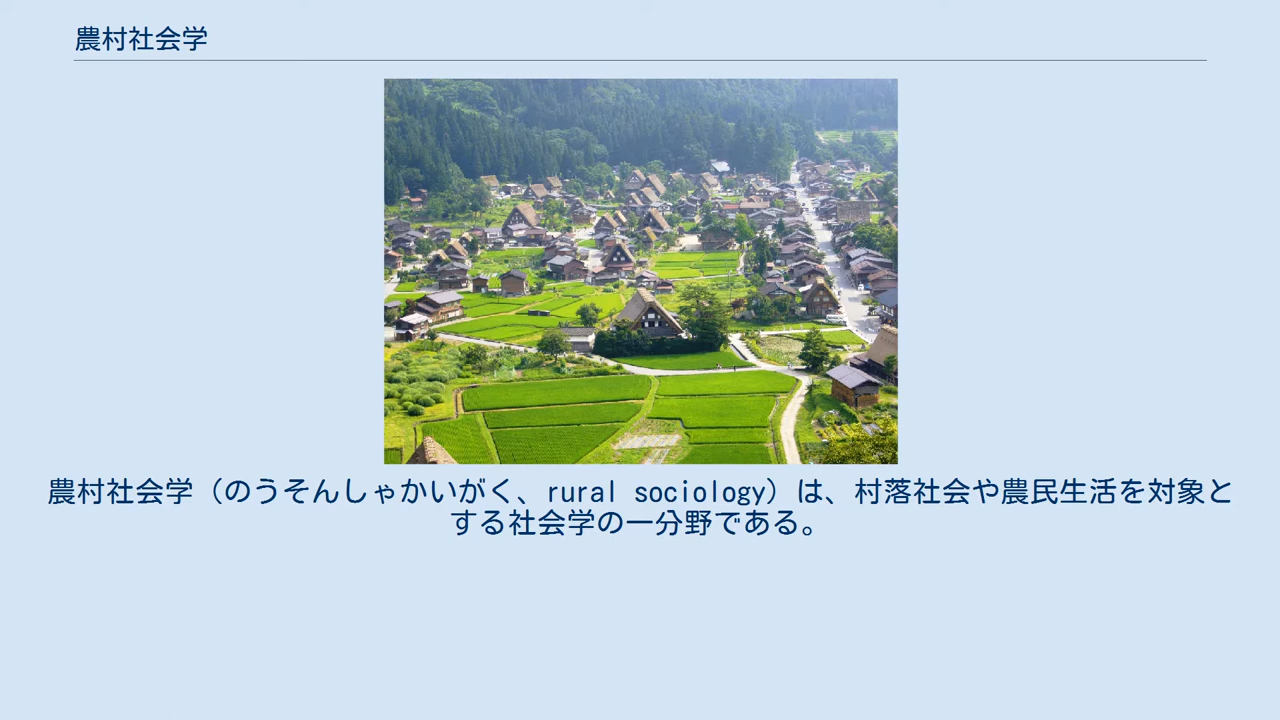 農村社会学
農村社会学（のうそんしゃかいがく、rural sociology）は、村落社会や農民生活を対象と
する社会学の一分野である。